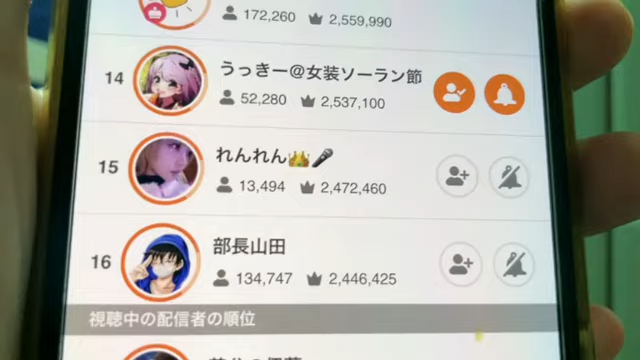 172,260 2,559,990
14 うっきー@女装ソーラン節
52,280 2,537,100
15 れんれん👑🎤
13,494 2,472,460
16 部長山田
134,747 2,446,425
視聴中の配信者の順位